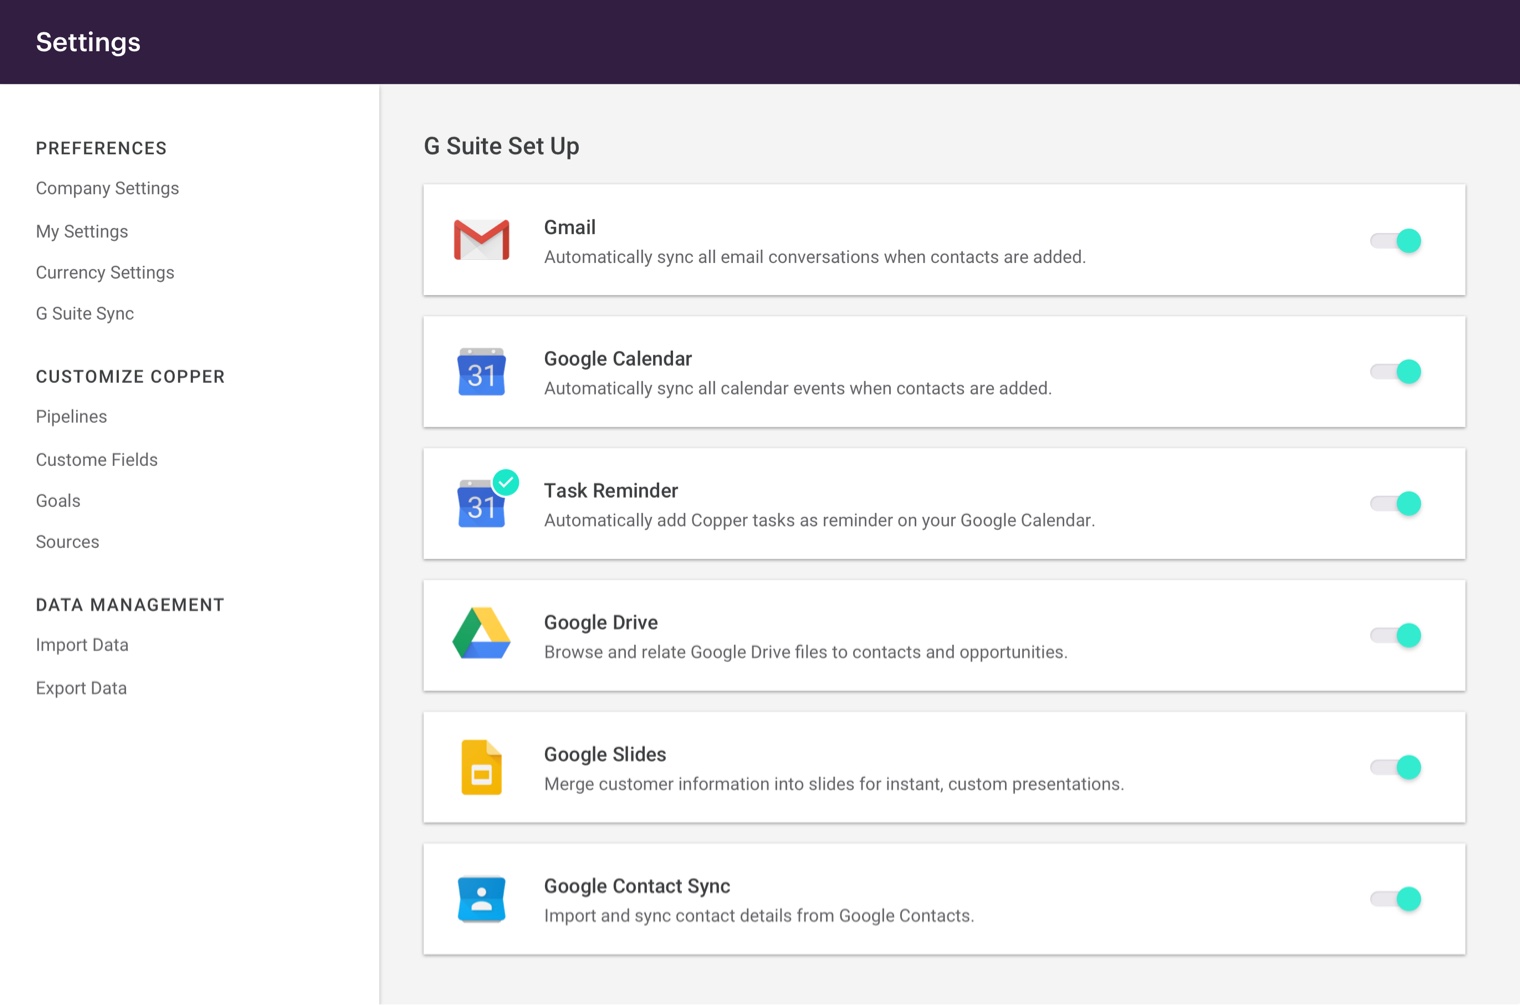 Settings
PREFERENCES
Company Settings
My Settings
Currency Settings
G Suite Sync
CUSTOMIZE COPPER
Pipelines
Custome Fields
Goals
Sources
DATA MANAGEMENT
Import Data
Export Data
G Suite Set Up
Gmail
Automatically sync all email conversations when contacts are added.
31
Google Calendar
Automatically sync all calendar events when contacts are added.
31
Task Reminder
Automatically add Copper tasks as reminder on your Google Calendar.
Google Drive
Browse and relate Google Drive files to contacts and opportunities.
Google Slides
Merge customer information into slides for instant, custom presentations.
Google Contact Sync
Import and sync contact details from Google Contacts.